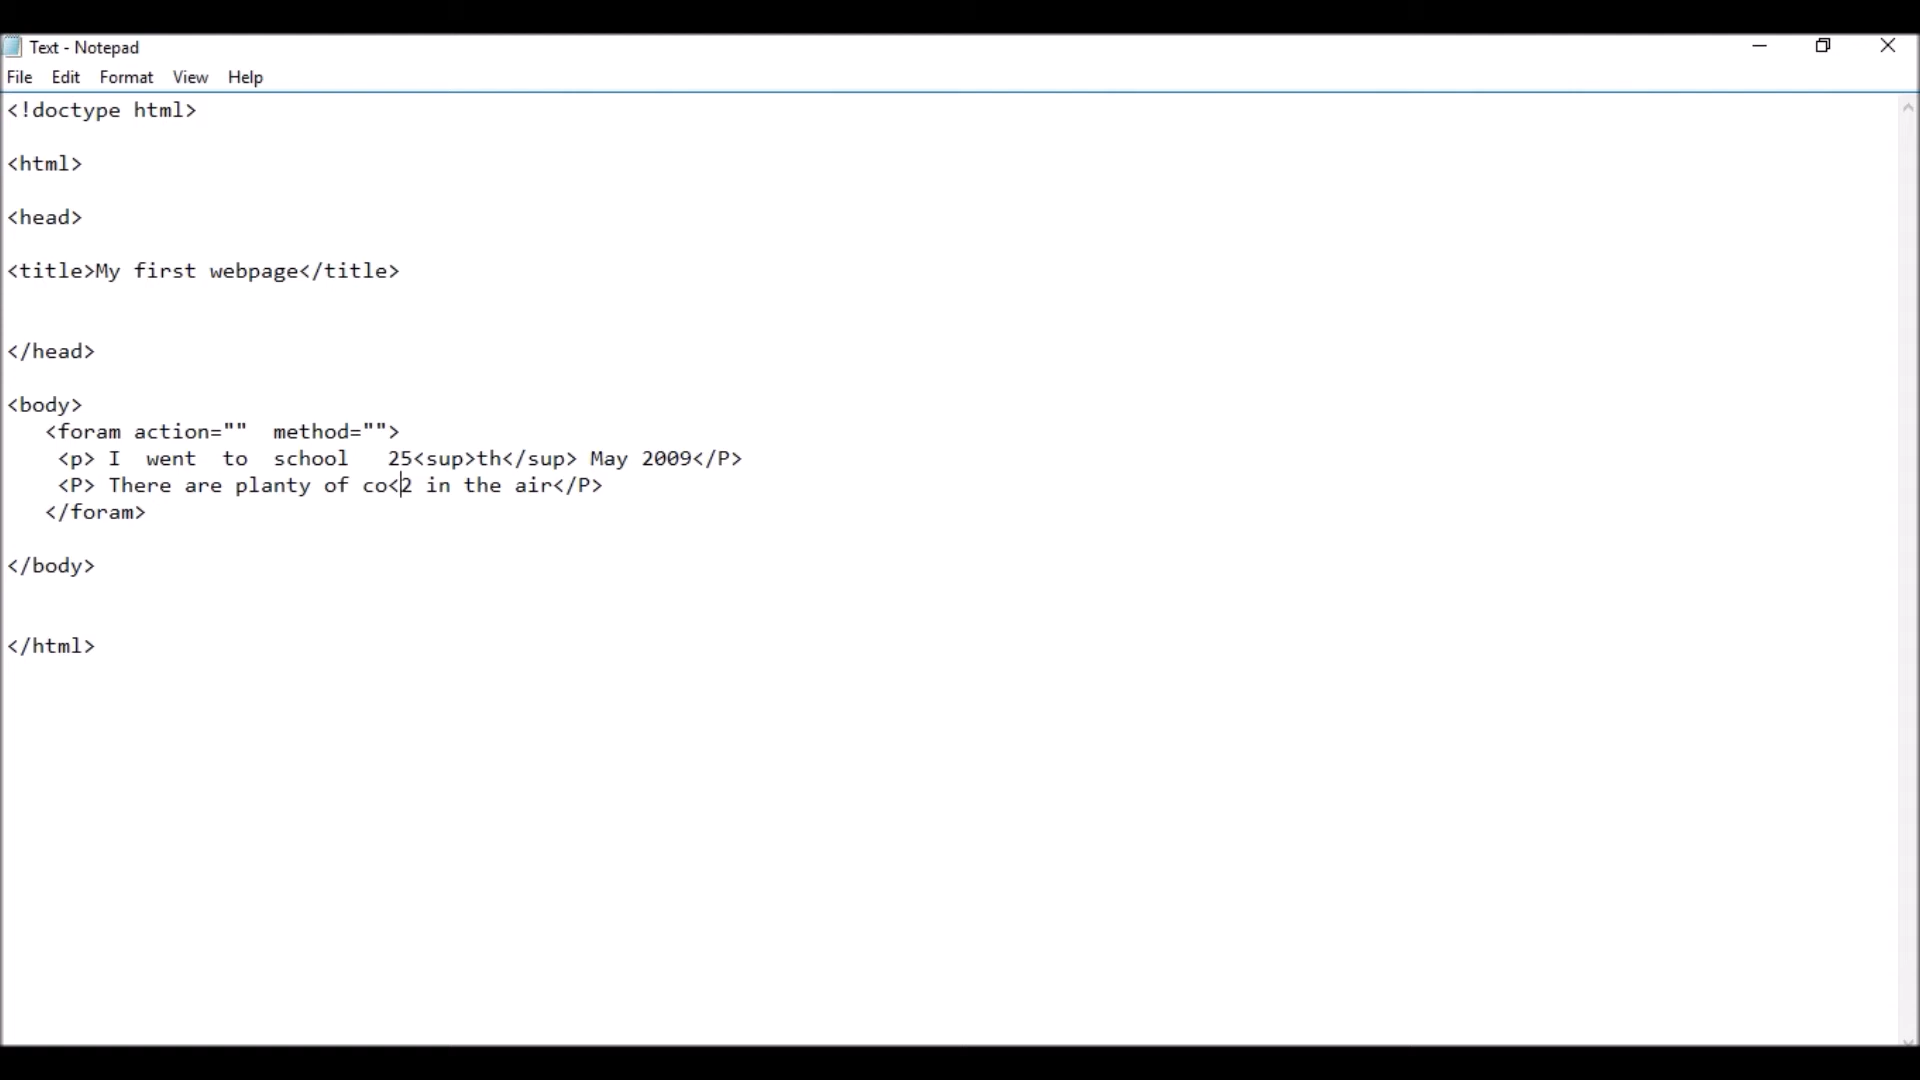 Text - Notepad
File Edit Format View Help
<!doctype html>
<html>
<head>
<title>My first webpage</title>
</head>
<body>
<foram action="" method="">
<p> I went to school 25<sup>th</sup> May 2009</P>
<P> There are planty of co<2 in the air</P>
</foram>
</body>
</html>